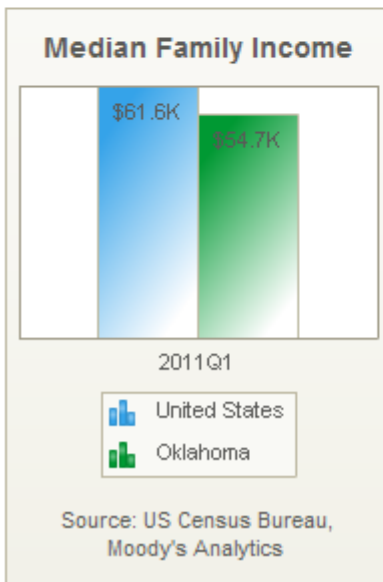 Median Family Income
$61.6K
$54.7K
2011Q1
United States
Oklahoma
Source: US Census Bureau,
Moody's Analytics